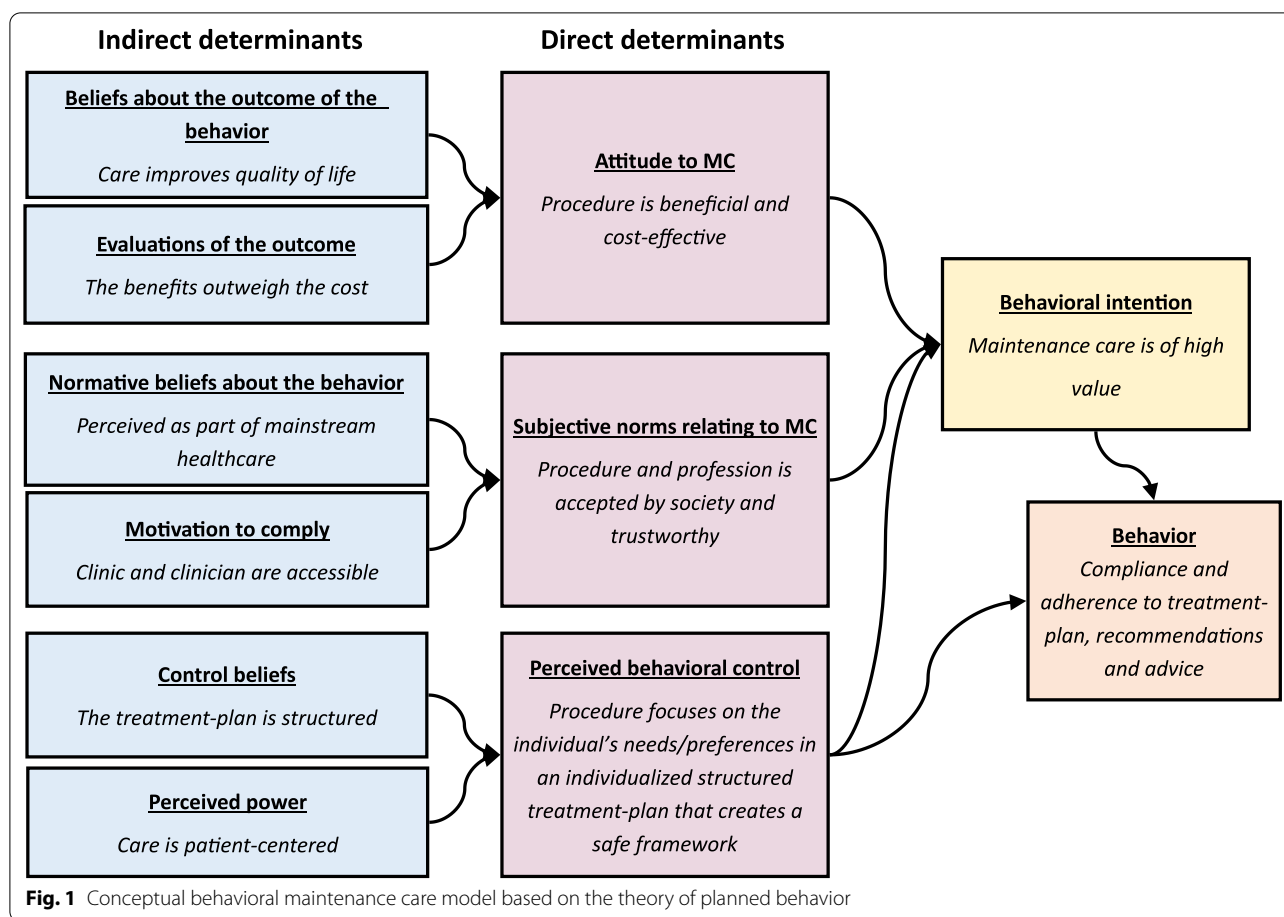 Indirect determinants
Direct determinants
Beliefs about the outcome of the
behavior
Care improves quality of life
Evaluations of the outcome
The benefits outweigh the cost
Attitude to MC
Procedure is beneficial and
cost-effective
Normative beliefs about the behavior
Perceived as part of mainstream
healthcare
Motivation to comply
Clinic and clinician are accessible
Subjective norms relating to MC
Procedure and profession is
accepted by society and
trustworthy
Control beliefs
The treatment-plan is structured
Perceived power
Care is patient-centered
Perceived behavioral control
Procedure focuses on the
individual’s needs/preferences in
an individualized structured
treatment-plan that creates a
safe framework
Behavioral intention
Maintenance care is of high
value
Behavior
Compliance and
adherence to treatment-
plan, recommendations
and advice
Fig. 1 Conceptual behavioral maintenance care model based on the theory of planned behavior